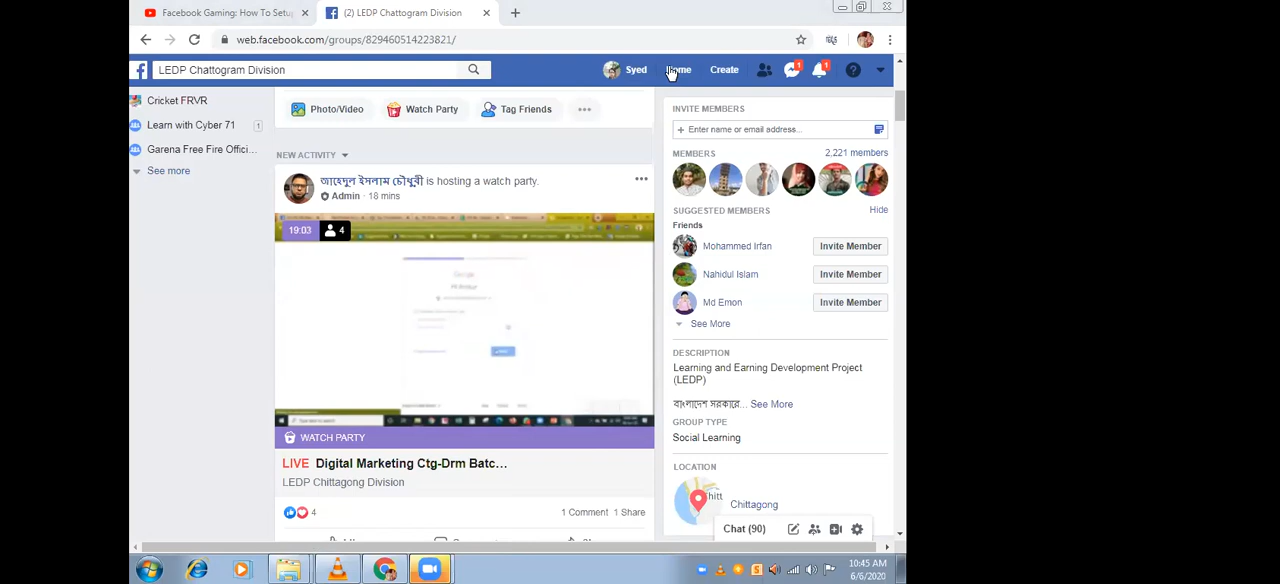 Facebook Gaming: How To Setu
(2) LEDP Chattogram Division
web.facebook.com/groups/829460514223821/
LEDP Chattogram Division
Syed
Home
Create
1
1
Cricket FRVR
Learn with Cyber 71
1
Garena Free Fire Offici...
See more
Photo/Video
Watch Party
Tag Friends
NEW ACTIVITY
জাহেদুল ইসলাম চৌধুরী is hosting a watch party.
Admin · 18 mins
19:03
4
WATCH PARTY
LIVE Digital Marketing Ctg-Drm Batc...
LEDP Chittagong Division
4
1 Comment 1 Share
INVITE MEMBERS
+ Enter name or email address...
MEMBERS
2,221 members
SUGGESTED MEMBERS
Hide
Friends
Mohammed Irfan
Invite Member
Nahidul Islam
Invite Member
Md Emon
Invite Member
See More
DESCRIPTION
Learning and Earning Development Project
(LEDP)
বাংলাদেশ সরকারে... See More
GROUP TYPE
Social Learning
LOCATION
Chittagong
Chat (90)
10:45 AM
6/6/2020